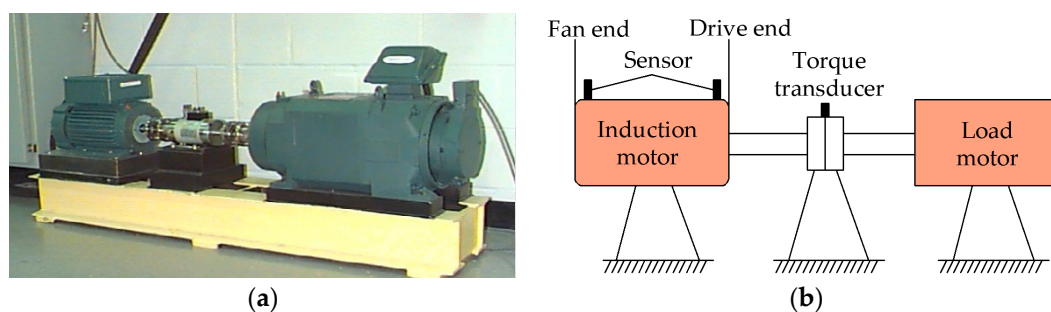 Fan end
Drive end
Sensor
Torque
transducer
Induction
motor
Load
motor
(a)
(b)